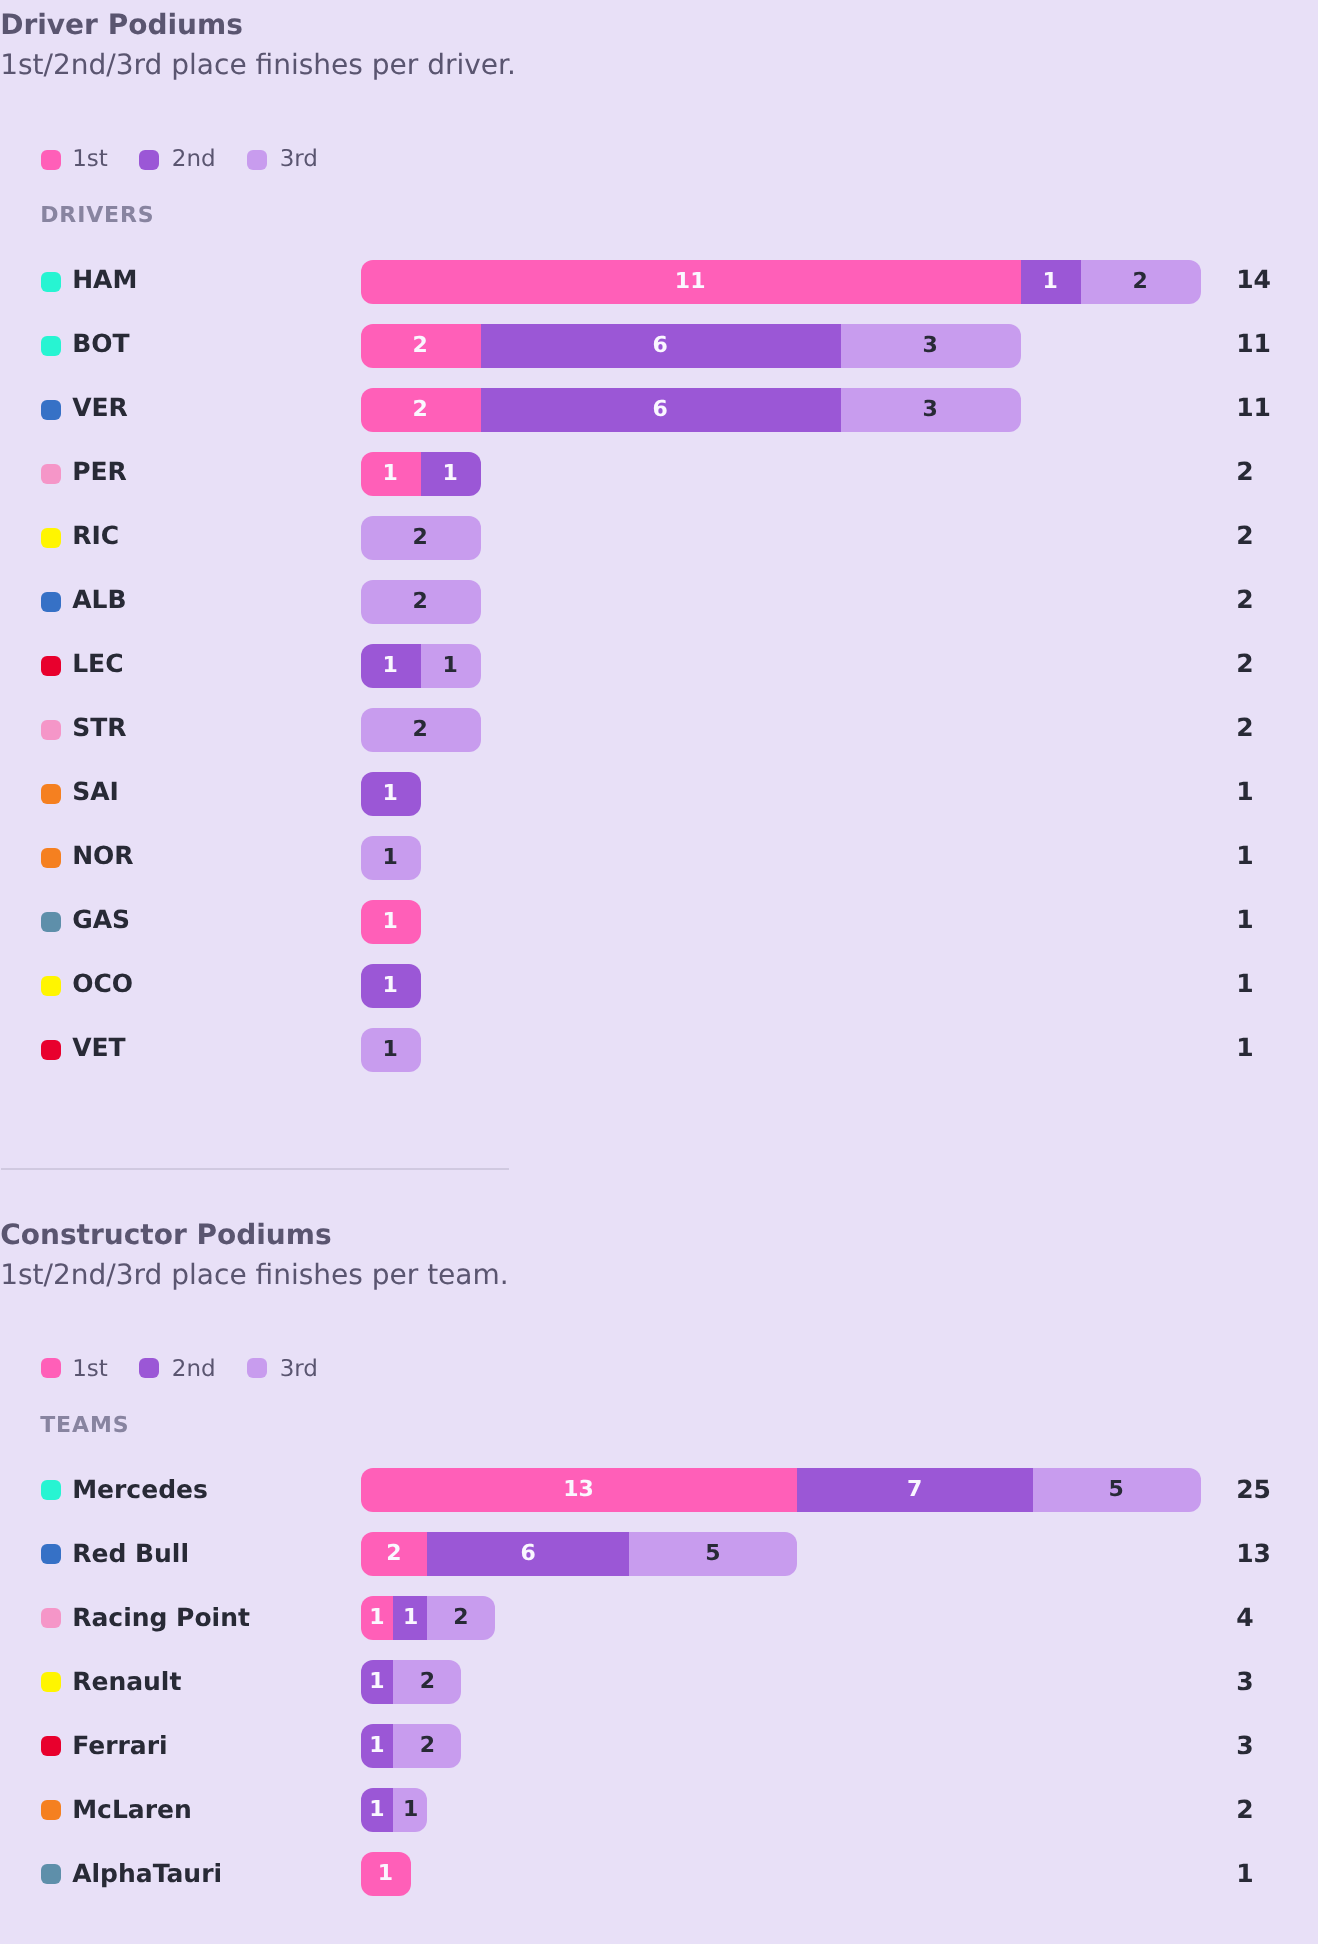 Driver Podiums
1st/2nd/3rd place finishes per driver.
1st 2nd 3rd
DRIVERS
HAM 11 1 2 14
BOT 2 6 3 11
VER 2 6 3 11
PER 1 1 2
RIC 2 2
ALB 2 2
LEC 1 1 2
STR 2 2
SAI 1 1
NOR 1 1
GAS 1 1
OCO 1 1
VET 1 1
Constructor Podiums
1st/2nd/3rd place finishes per team.
1st 2nd 3rd
TEAMS
Mercedes 13 7 5 25
Red Bull 2 6 5 13
Racing Point 1 1 2 4
Renault 1 2 3
Ferrari 1 2 3
McLaren 1 1 2
AlphaTauri 1 1